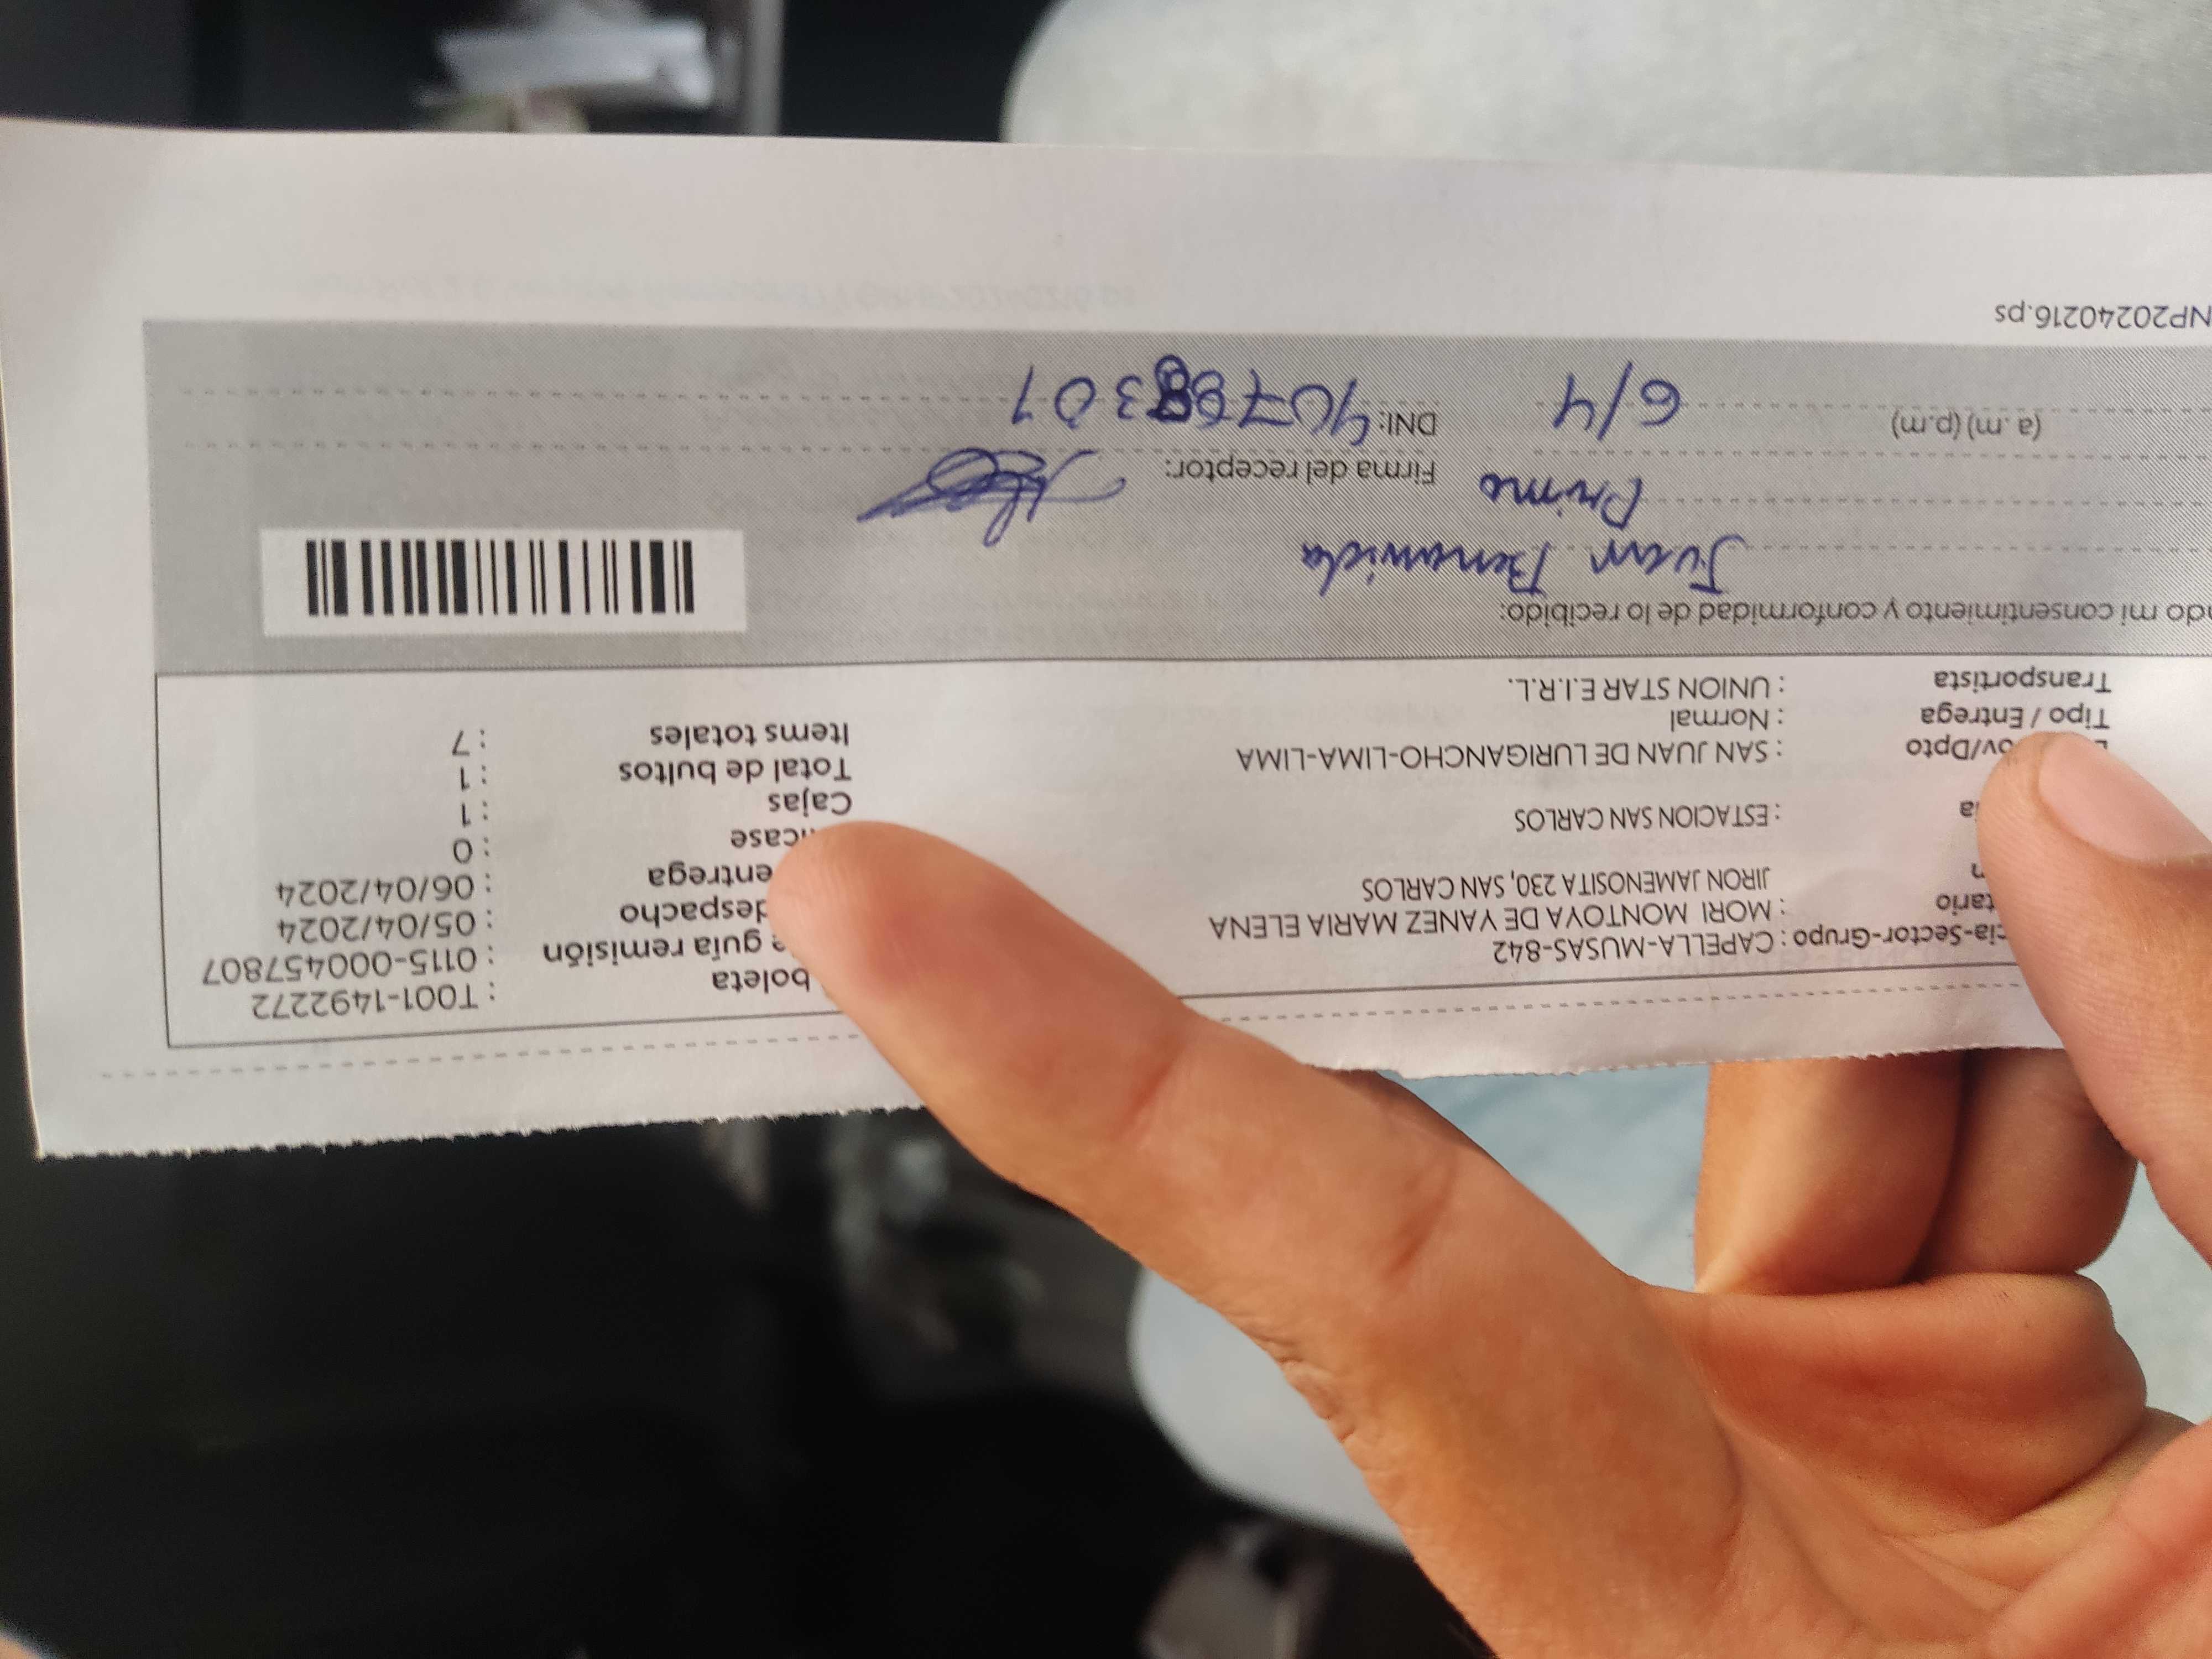 boleta : T001-1492272
cia-Sector-Grupo : CAPELLA-MUSAS-842
guía remisión : 0115-000457807
tario : MORI MONTOYA DE YANEZ MARIA ELENA
despacho : 05/04/2024
JIRON JAMENOSITA 230, SAN CARLOS
entrega : 06/04/2024
: 0
: ESTACION SAN CARLOS
Cajas : 1
ov/Dpto : SAN JUAN DE LURIGANCHO-LIMA-LIMA
Total de bultos : 1
Tipo / Entrega : Normal
Items totales : 7
Transportista : UNION STAR E.I.R.L.
ndo mi consentimiento y conformidad de lo recibido:
Juan Benavides
Primo
Firma del receptor:
(a.m) (p.m) 6/4 DNI:
NP20240216.ps